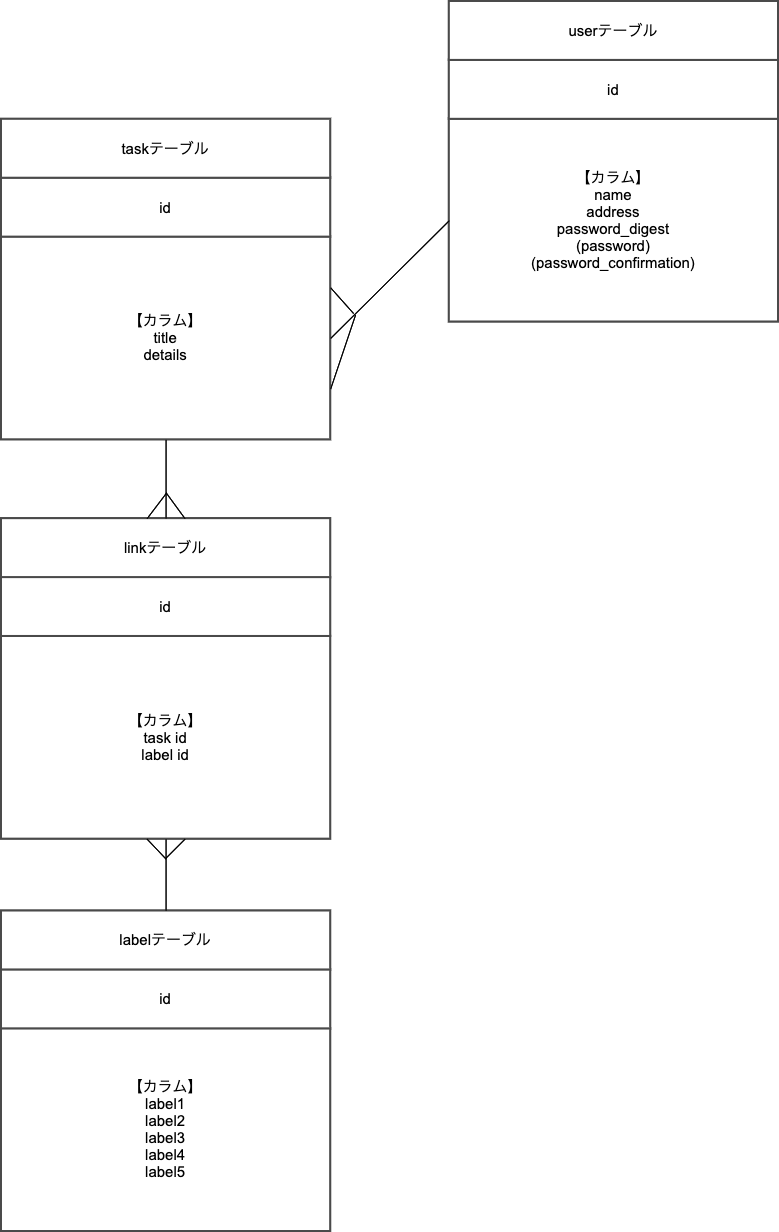 userテーブル
id
【カラム】
name
address
password_digest
(password)
(password_confirmation)
taskテーブル
id
【カラム】
title
details
linkテーブル
id
【カラム】
task id
label id
labelテーブル
id
【カラム】
label1
label2
label3
label4
label5